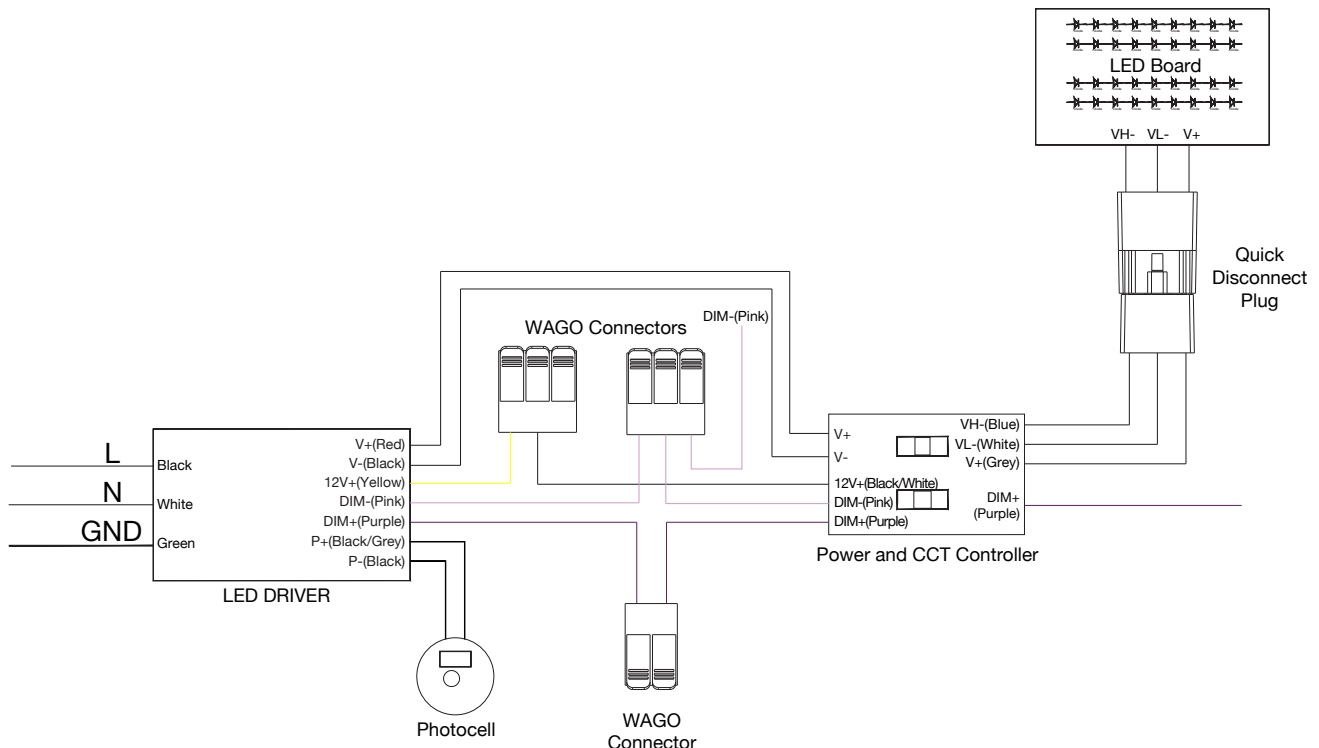 LED Board
VH- VL- V+
Quick
Disconnect
Plug
WAGO Connectors
DIM-(Pink)
L
N
GND
Black
White
Green
V+(Red)
V-(Black)
12V+(Yellow)
DIM-(Pink)
DIM+(Purple)
P+(Black/Grey)
P-(Black)
LED DRIVER
V+
V-
12V+(Black/White)
DIM-(Pink)
DIM+(Purple)
VH-(Blue)
VL-(White)
V+(Grey)
DIM+
(Purple)
Power and CCT Controller
Photocell
WAGO
Connector